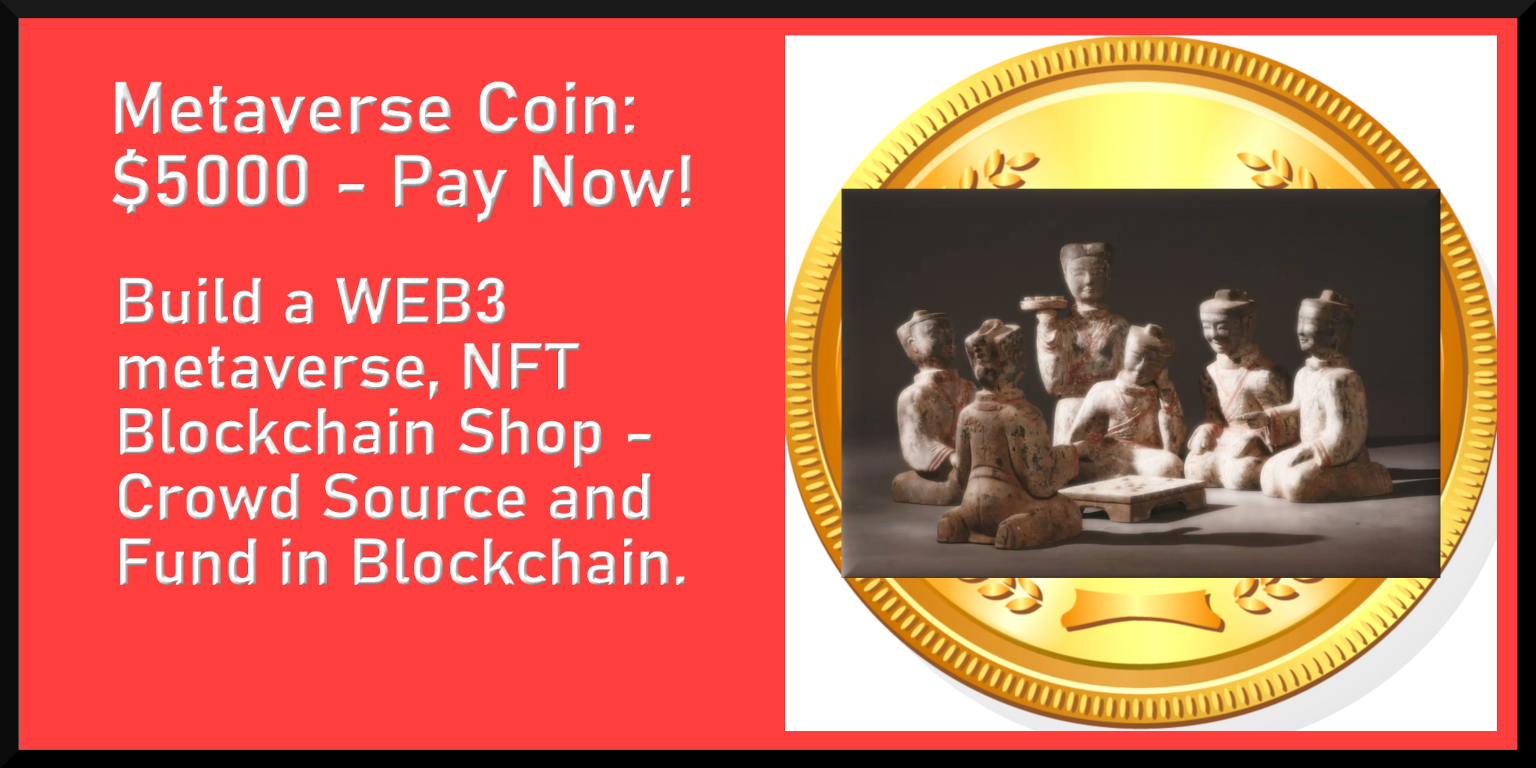 Metaverse Coin:
$5000 - Pay Now!
Build a WEB3
metaverse, NFT
Blockchain Shop -
Crowd Source and
Fund in Blockchain.